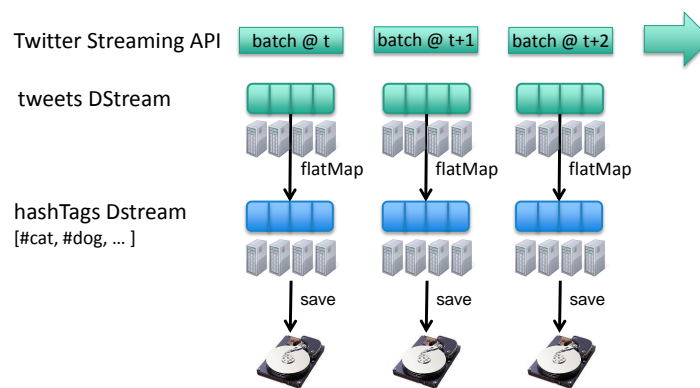 Twitter Streaming API
batch @ t
batch @ t+1
batch @ t+2
tweets DStream
flatMap
flatMap
flatMap
hashTags Dstream
[#cat, #dog, … ]
save
save
save